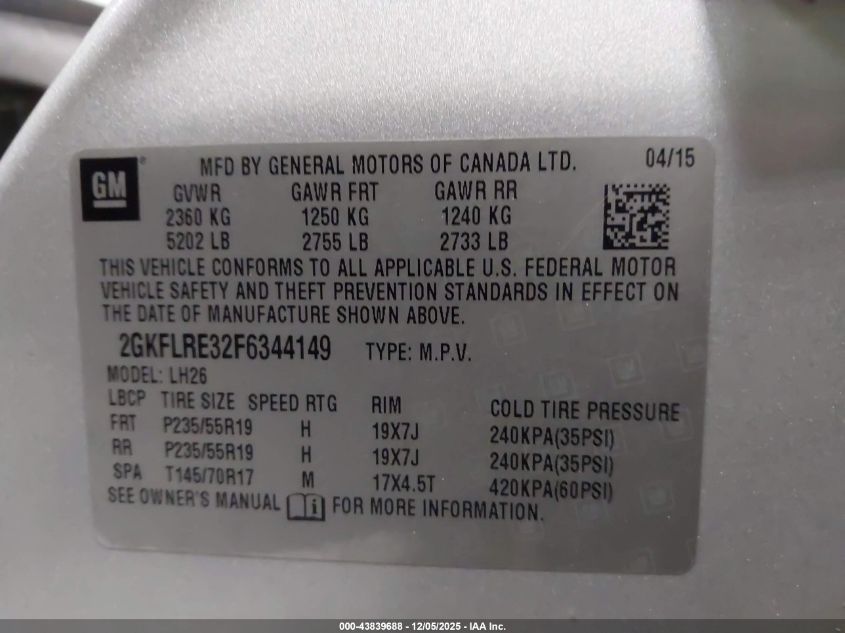 GM® MFD BY GENERAL MOTORS OF CANADA LTD. 04/15
GVWR GAWR FRT GAWR RR
2360 KG 1250 KG 1240 KG
5202 LB 2755 LB 2733 LB
THIS VEHICLE CONFORMS TO ALL APPLICABLE U.S. FEDERAL MOTOR
VEHICLE SAFETY AND THEFT PREVENTION STANDARDS IN EFFECT ON
THE DATE OF MANUFACTURE SHOWN ABOVE.
2GKFLRE32F6344149 TYPE: M.P.V.
MODEL: LH26
LBCP TIRE SIZE SPEED RTG RIM COLD TIRE PRESSURE
FRT P235/55R19 H 19X7J 240KPA(35PSI)
RR P235/55R19 H 19X7J 240KPA(35PSI)
SPA T145/70R17 M 17X4.5T 420KPA(60PSI)
SEE OWNER'S MANUAL i FOR MORE INFORMATION.
000-43839688 - 12/05/2025 - IAA Inc.